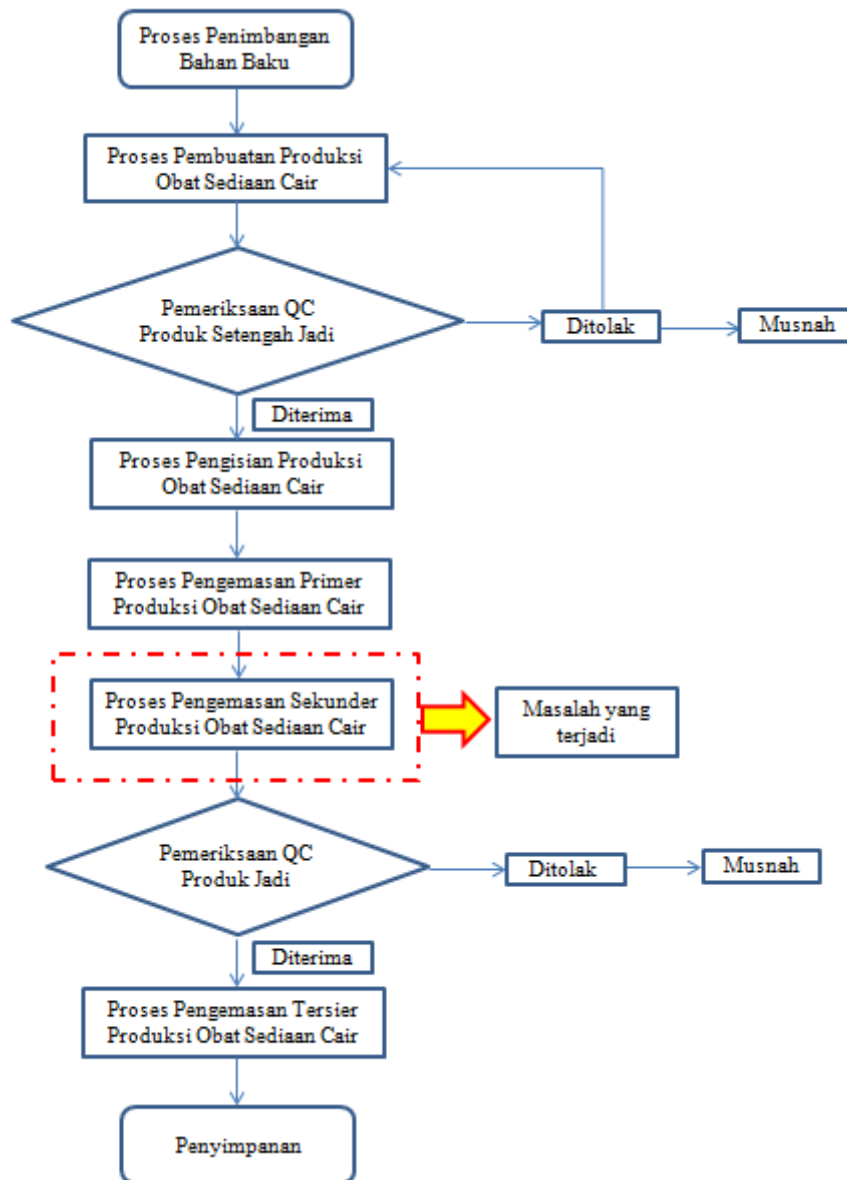 Proses Penimbangan
Bahan Baku
Proses Pembuatan Produksi
Obat Sediaan Cair
Pemeriksaan QC
Produk Setengah Jadi
Ditolak
Musnah
Diterima
Proses Pengisian Produksi
Obat Sediaan Cair
Proses Pengemasan Primer
Produksi Obat Sediaan Cair
Proses Pengemasan Sekunder
Produksi Obat Sediaan Cair
Masalah yang
terjadi
Pemeriksaan QC
Produk Jadi
Ditolak
Musnah
Diterima
Proses Pengemasan Tersier
Produksi Obat Sediaan Cair
Penyimpanan